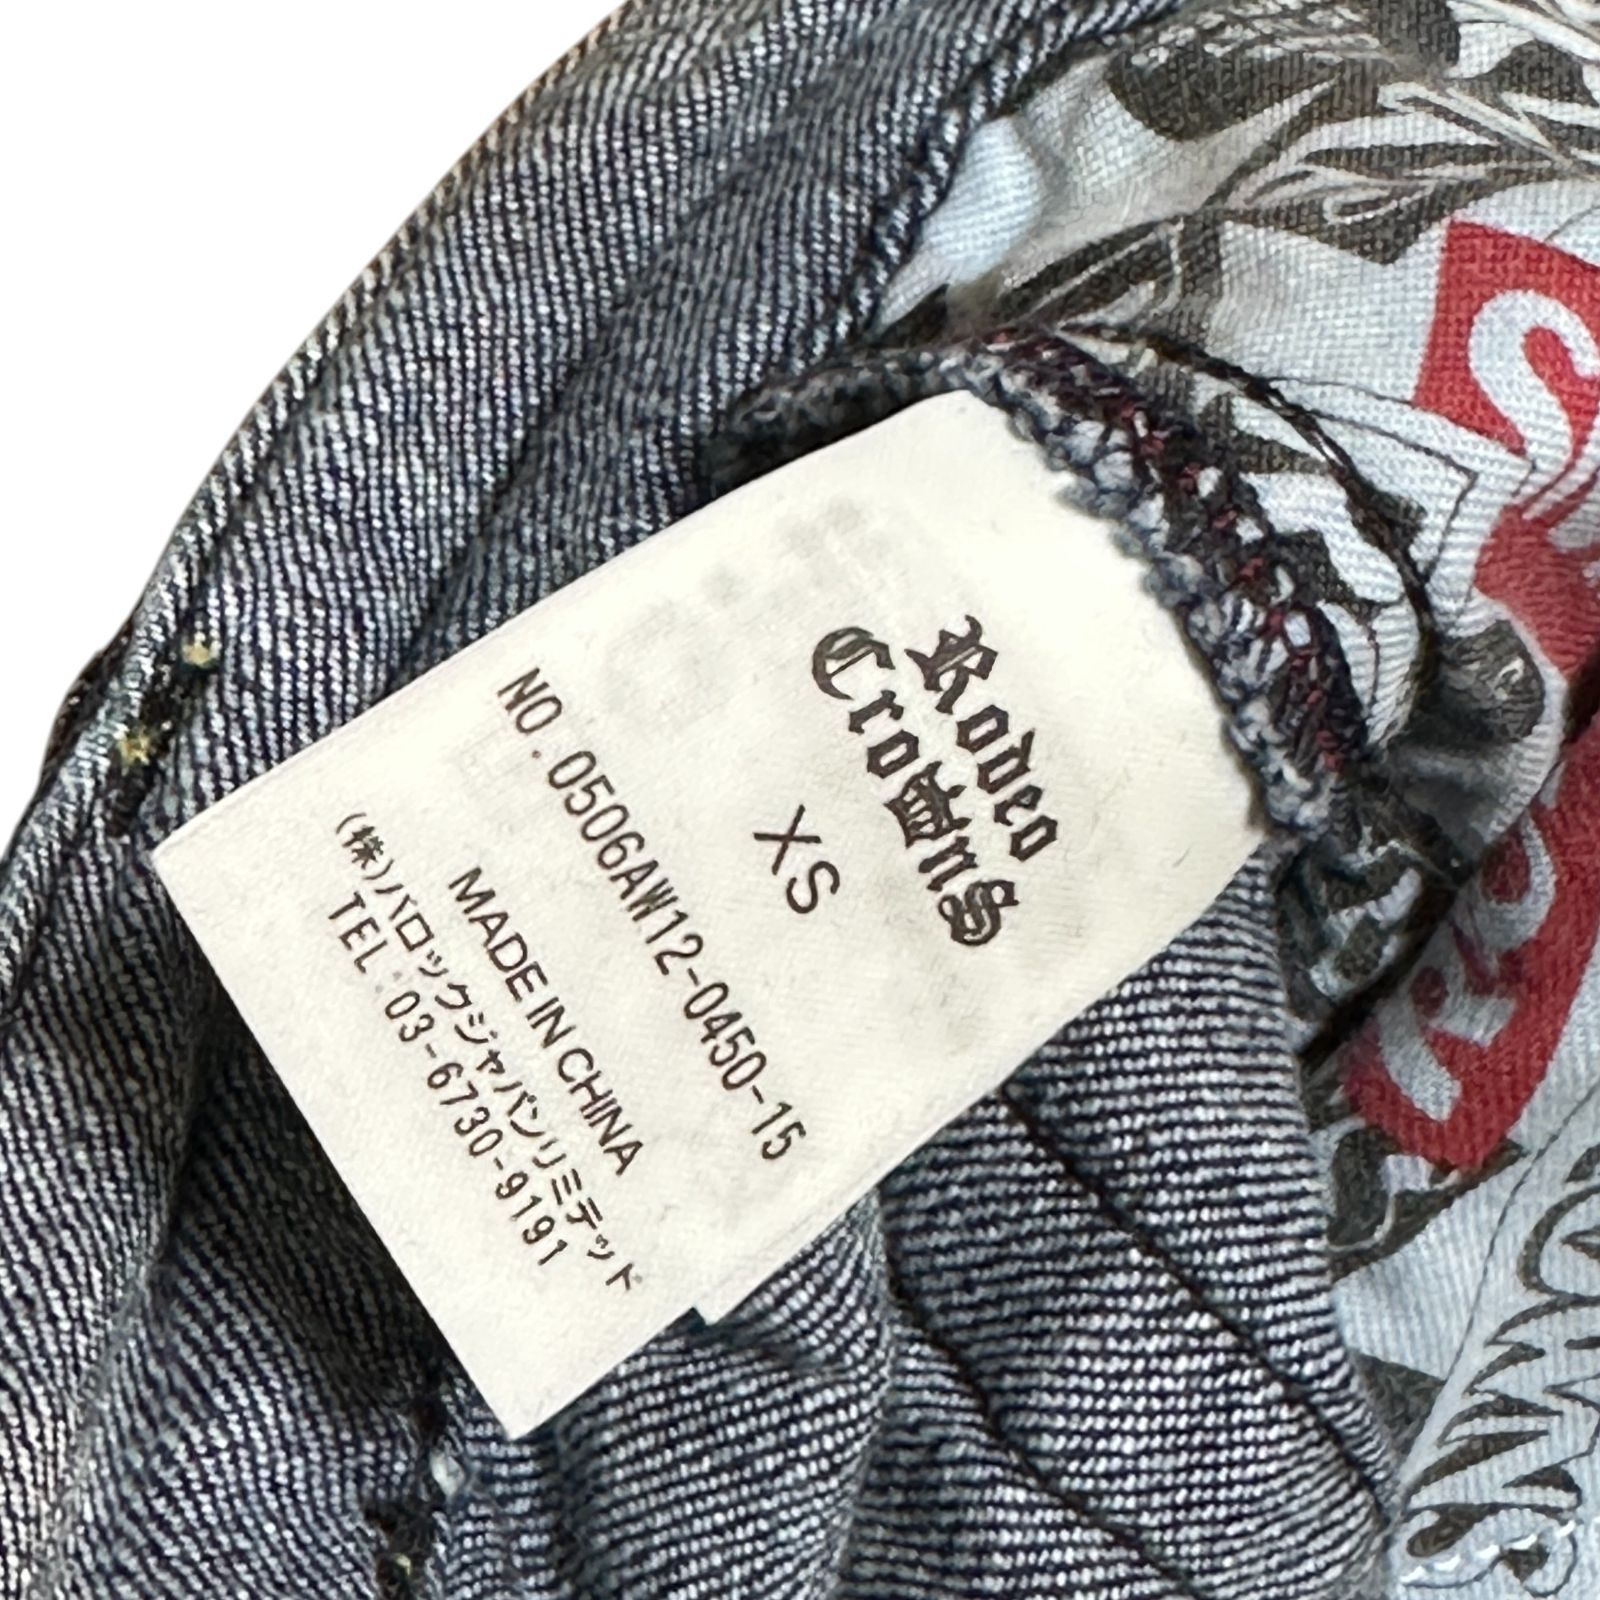 Rodeo
Crowns
XS
NO.0506AW12-0450-15
MADE IN CHINA
(株)バロックジャパンリミテッド
TEL.03-6730-9191